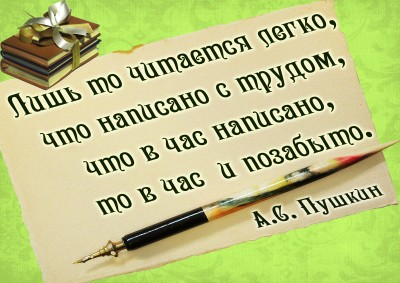 Лишь то читается легко,
что написано с трудом,
что в час написано,
то в час и позабыто.
А.С. Пушкин